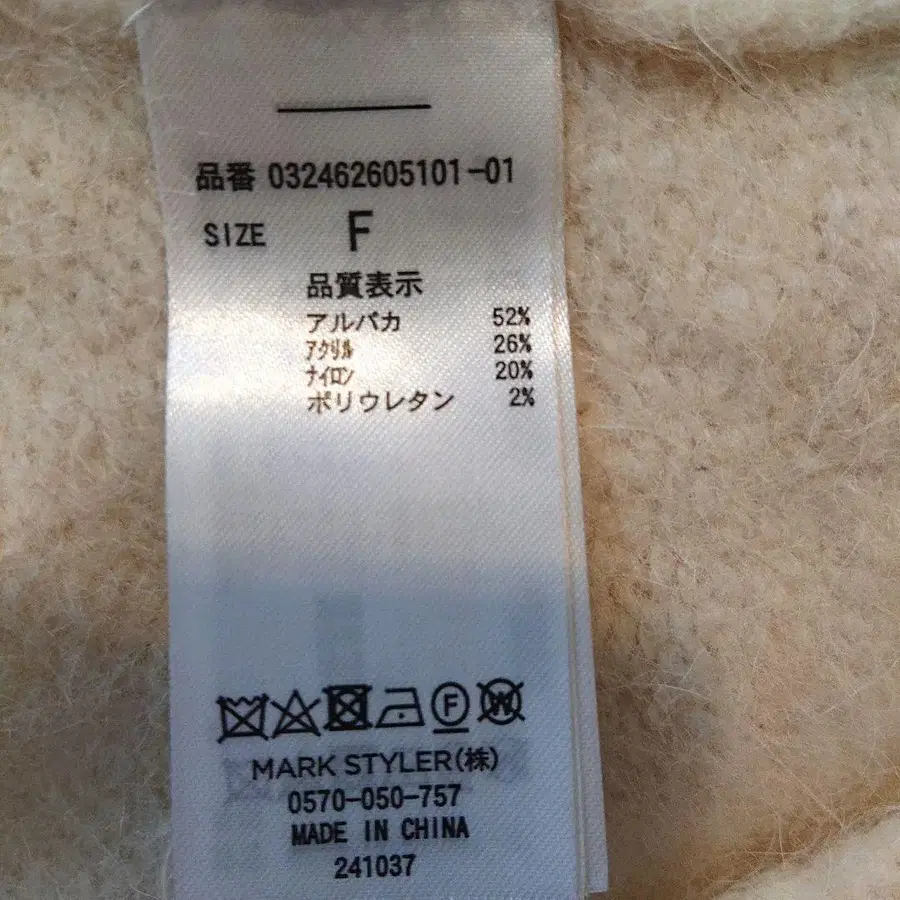 品番 032462605101-01
SIZE F
品質表示
アルパカ 52%
ｱｸﾘﾙ 26%
ﾅｲﾛﾝ 20%
ポリウレタン 2%
F W
MARK STYLER(株)
0570-050-757
MADE IN CHINA
241037